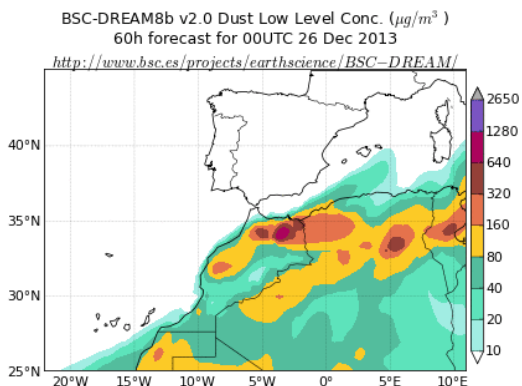 BSC-DREAM8b v2.0 Dust Low Level Conc. (μg/m³ )
60h forecast for 00UTC 26 Dec 2013
http://www.bsc.es/projects/earthscience/BSC−DREAM/
2650
1280
40°N
640
320
35°N
160
80
30°N
40
20
10
25°N
20°W 15°W 10°W 5°W 0° 5°E 10°E